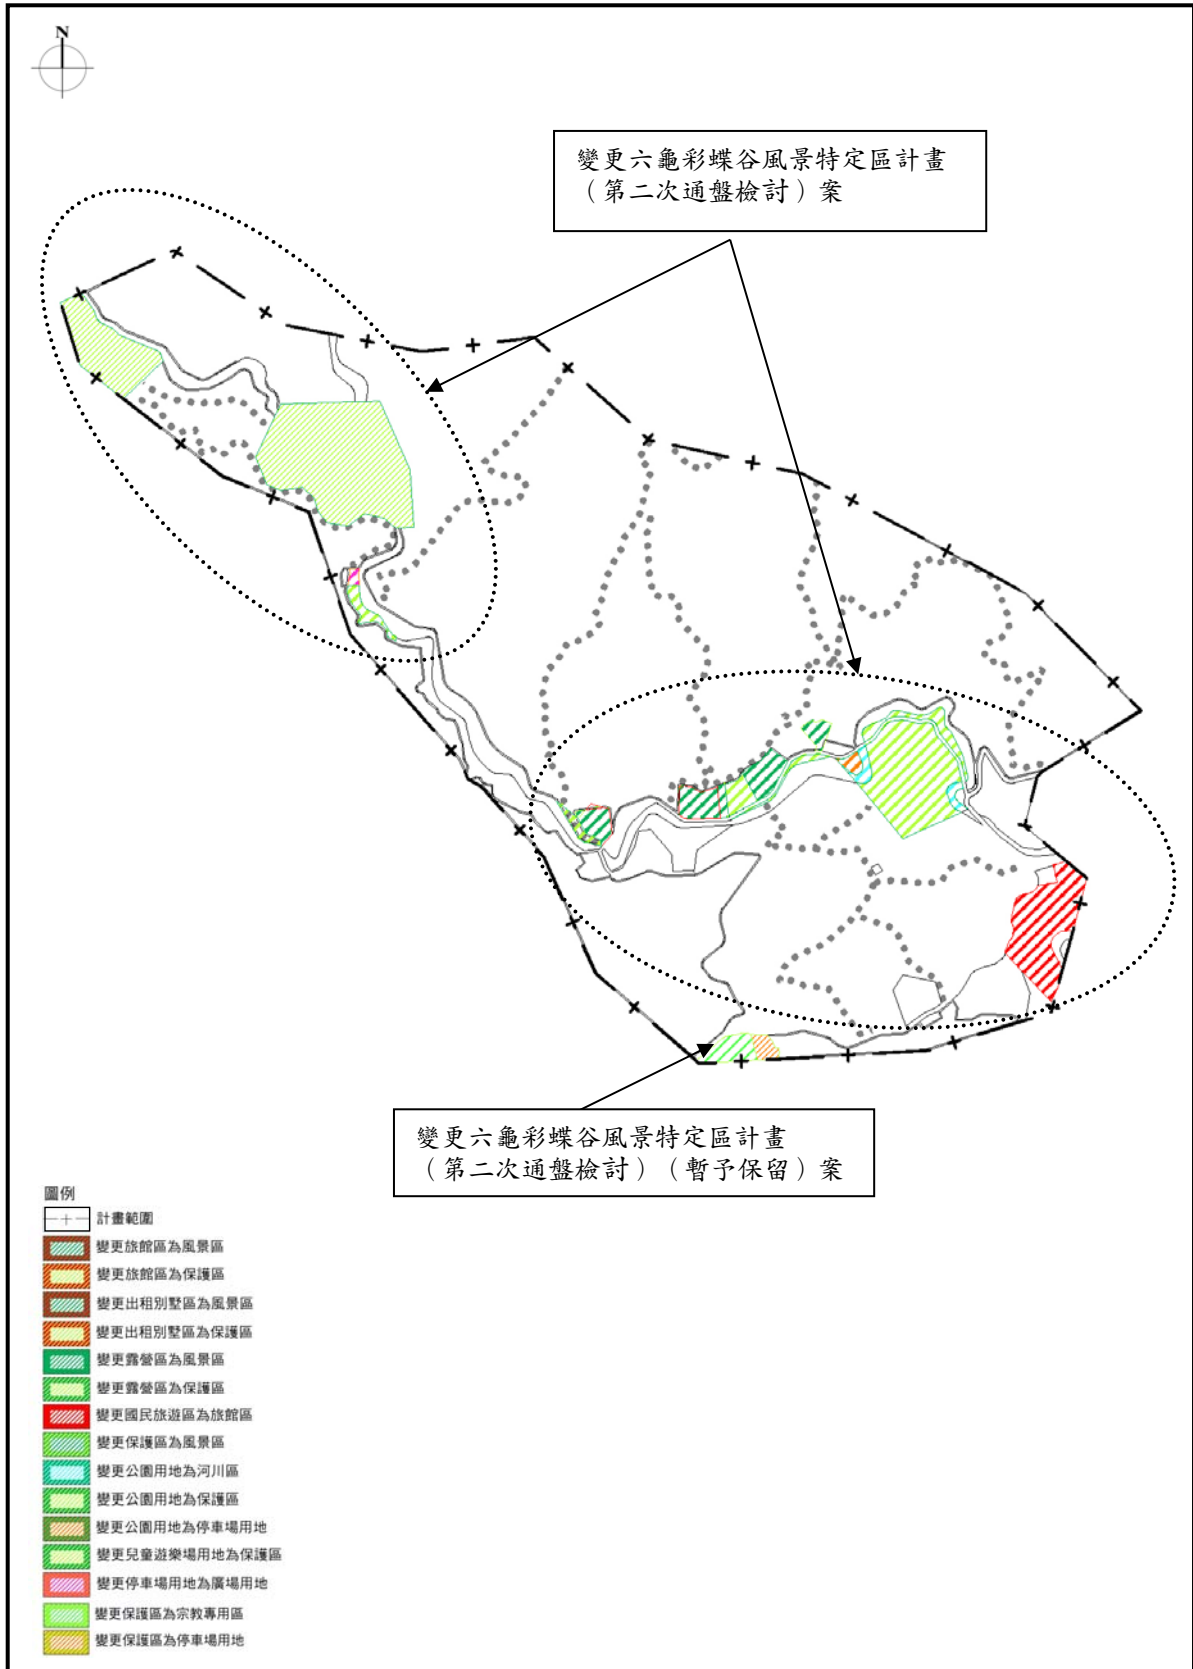 N
變更六龜彩蝶谷風景特定區計畫
（第二次通盤檢討）案
變更六龜彩蝶谷風景特定區計畫
（第二次通盤檢討）（暫予保留）案
圖例
計畫範圍
變更旅館區為風景區
變更旅館區為保護區
變更出租別墅區為風景區
變更出租別墅區為保護區
變更露營區為風景區
變更露營區為保護區
變更國民旅遊區為旅館區
變更保護區為風景區
變更公園用地為河川區
變更公園用地為保護區
變更公園用地為停車場用地
變更兒童遊樂場用地為保護區
變更停車場用地為廣場用地
變更保護區為宗教專用區
變更保護區為停車場用地